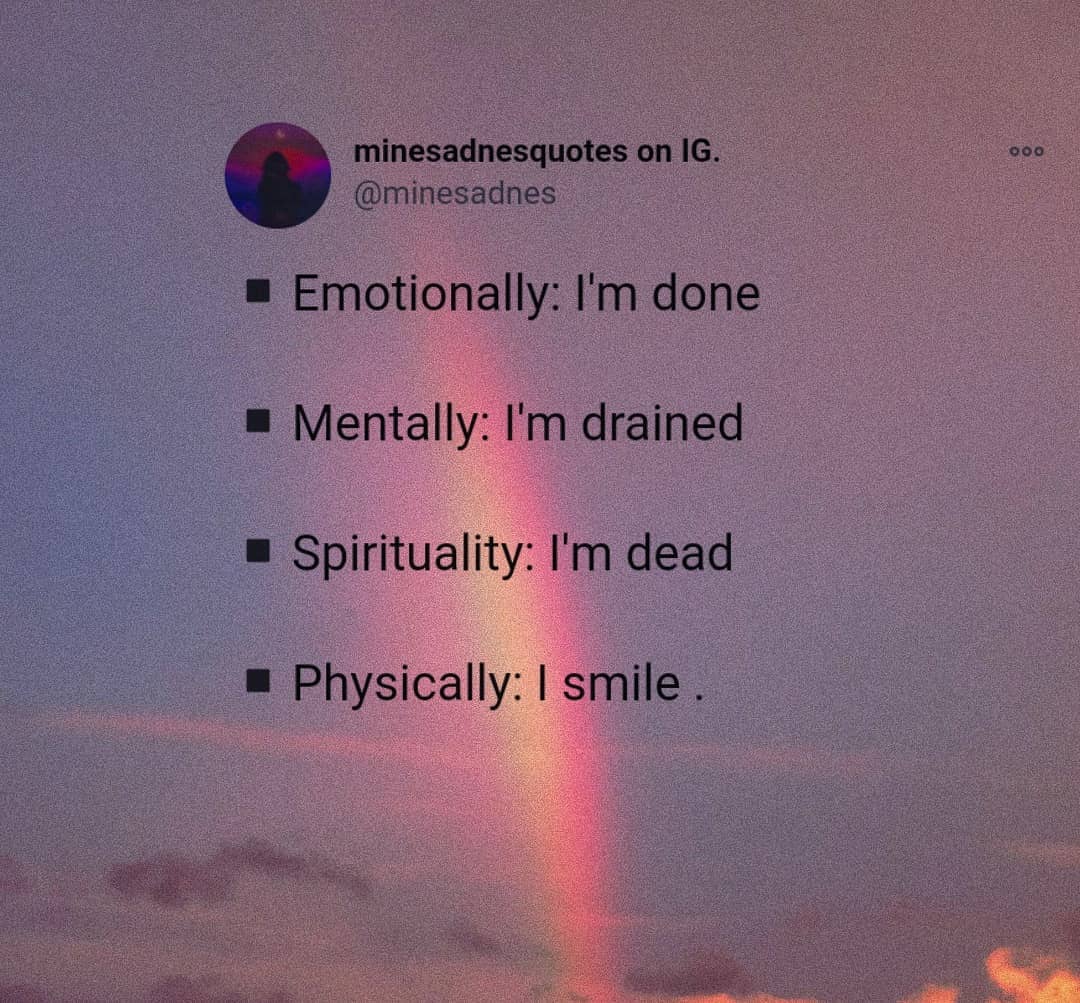 minesadnesquotes on IG.
@minesadnes
▪ Emotionally: I'm done
▪ Mentally: I'm drained
▪ Spirituality: I'm dead
▪ Physically: I smile .